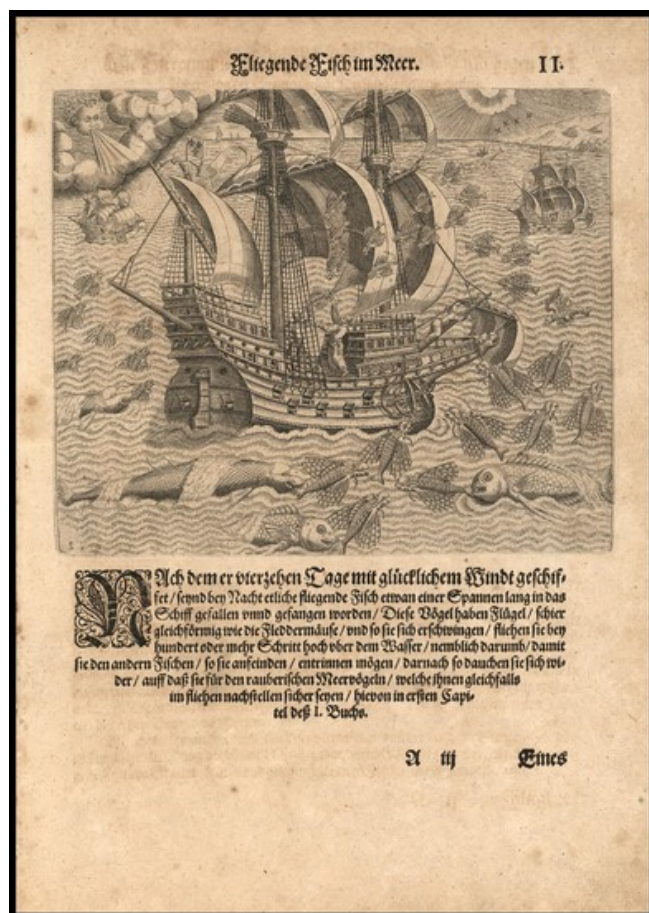 Fliegende Fisch im Meer. II.
NAch dem er vierzehen Tage mit glücklichem Windt geschif-
fet / seynd bey Nacht etliche fliegende Fisch etwan einer Spannen lang in das
Schiff gefallen vnnd gefangen worden / Diese Vögel haben Flügel / schier
gleichförmig wie die Fleddermäuse / vnd so sie sich erschwingen / fliehen sie bey
hundert oder mehr Schritt hoch vber dem Wasser / nemblich darumb / damit
sie den andern Fischen / so sie anfeinden / entrinnen mögen / darnach so dauchen sie sich wi-
der / auff daß sie für den rauberischen Meervögeln / welche ihnen gleichfalls
im fliehen nachstellen sicher seyen / hievon in ersten Capi-
tel deß I. Buchs.
A iij Eines